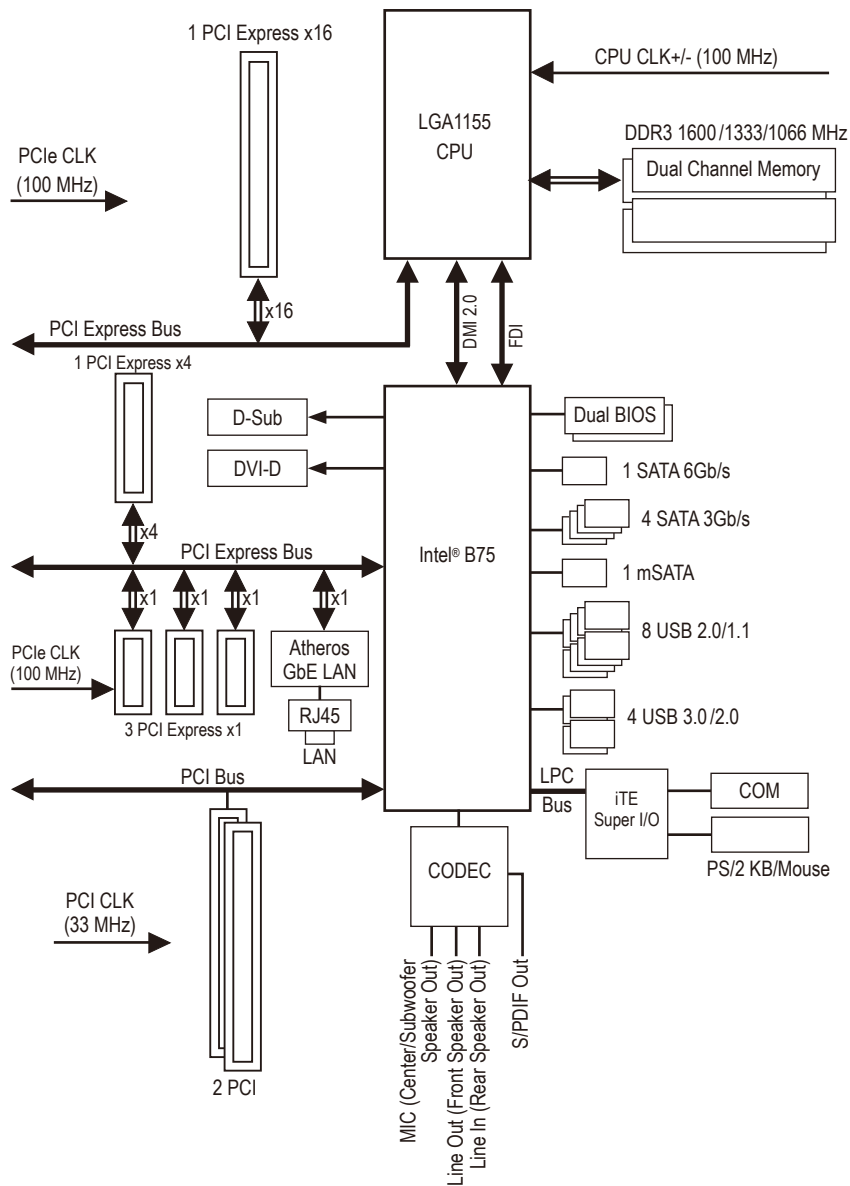 1 PCI Express x16
CPU CLK+/- (100 MHz)
LGA1155
CPU
DDR3 1600/1333/1066 MHz
Dual Channel Memory
PCIe CLK
(100 MHz)
x16
PCI Express Bus
DMI 2.0
FDI
1 PCI Express x4
D-Sub
Dual BIOS
DVI-D
1 SATA 6Gb/s
x4
4 SATA 3Gb/s
PCI Express Bus
Intel® B75
1 mSATA
x1
x1
x1
x1
8 USB 2.0/1.1
PCIe CLK
(100 MHz)
Atheros
GbE LAN
RJ45
LAN
4 USB 3.0/2.0
3 PCI Express x1
PCI Bus
LPC
Bus
iTE
Super I/O
COM
PS/2 KB/Mouse
CODEC
PCI CLK
(33 MHz)
MIC (Center/Subwoofer
Speaker Out)
Line Out (Front Speaker Out)
Line In (Rear Speaker Out)
S/PDIF Out
2 PCI